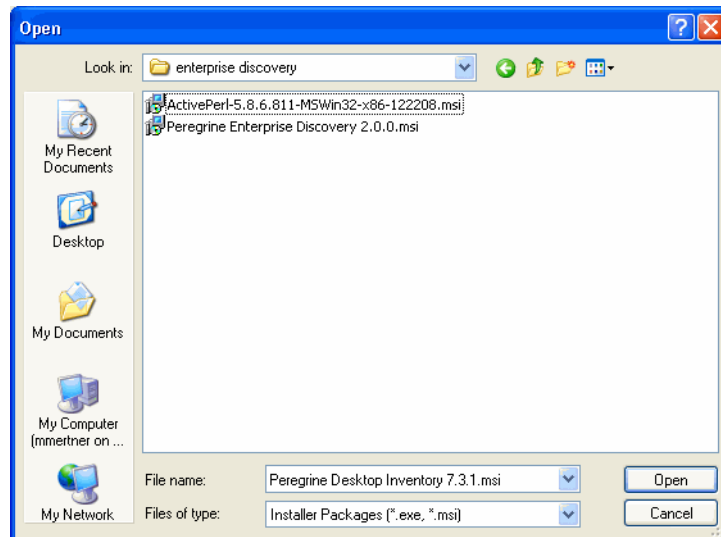 Open
Look in: enterprise discovery
ActivePerl-5.8.6.811-MSWin32-x86-122208.msi
Peregrine Enterprise Discovery 2.0.0.msi
My Recent
Documents
Desktop
My Documents
My Computer
(mmertner on ...
My Network
File name: Peregrine Desktop Inventory 7.3.1.msi Open
Files of type: Installer Packages (*.exe, *.msi) Cancel